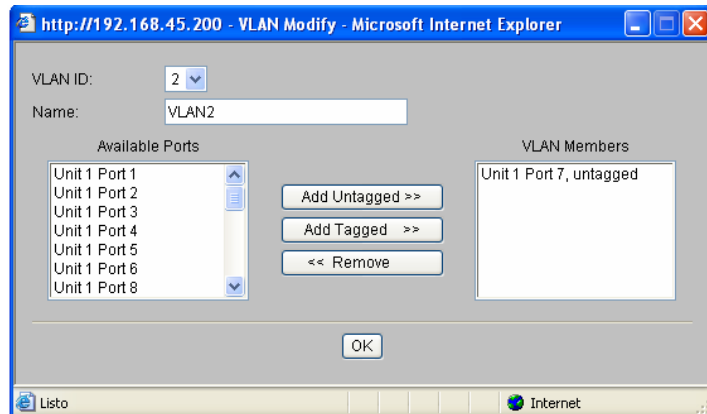 http://192.168.45.200 - VLAN Modify - Microsoft Internet Explorer
VLAN ID:
2
Name:
VLAN2
Available Ports
Unit 1 Port 1
Unit 1 Port 2
Unit 1 Port 3
Unit 1 Port 4
Unit 1 Port 5
Unit 1 Port 6
Unit 1 Port 8
Add Untagged >>
Add Tagged >>
<< Remove
VLAN Members
Unit 1 Port 7, untagged
OK
Listo
Internet